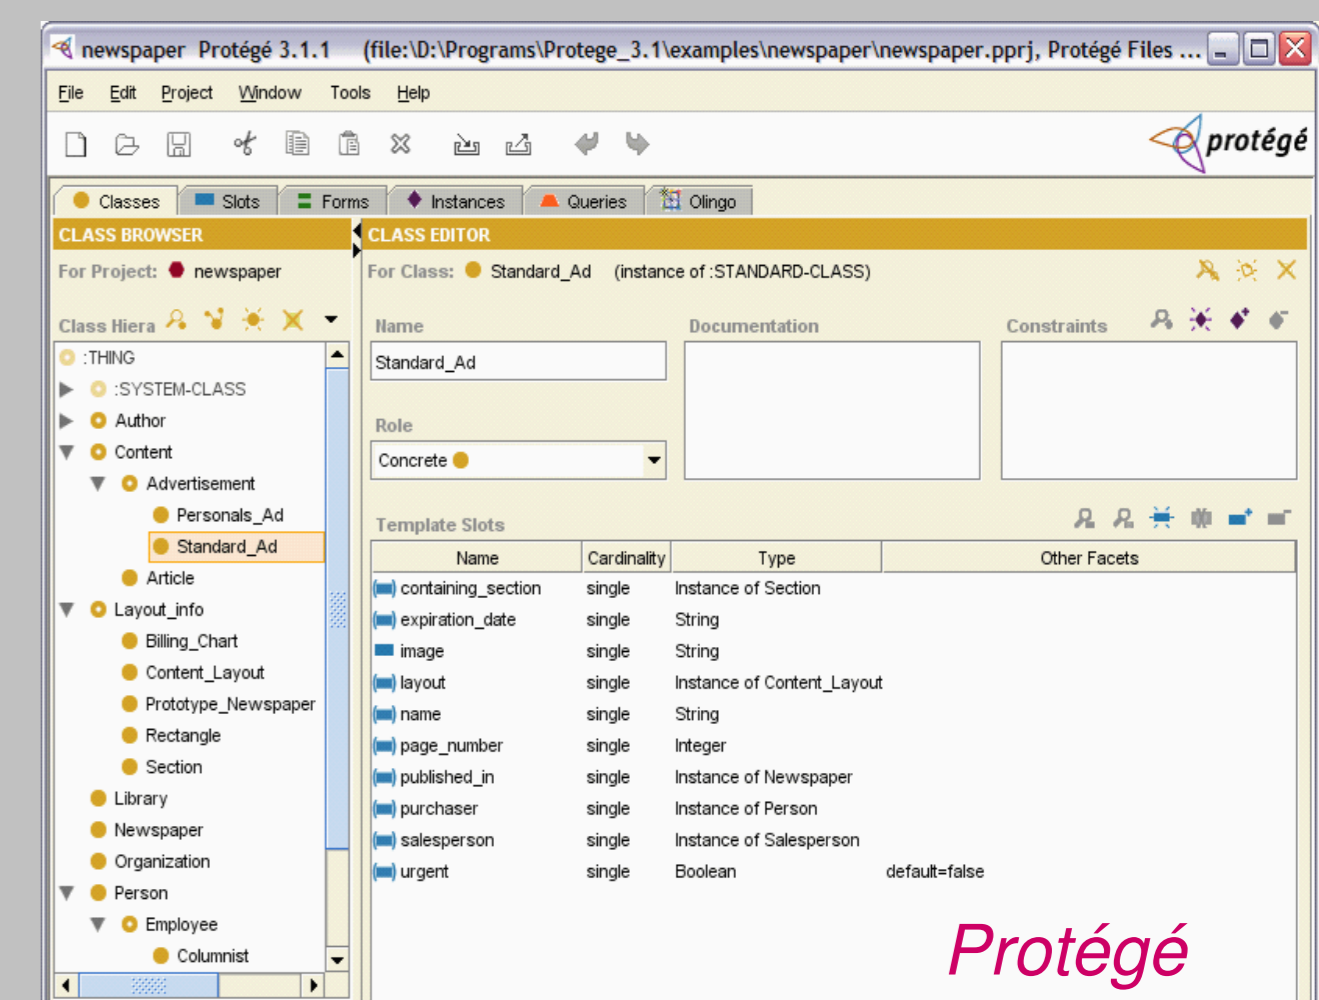 newspaper Protégé 3.1.1 (file:\D:\Programs\Protege_3.1\examples\newspaper\newspaper.pprj, Protégé Files ...
File Edit Project Window Tools Help
protégé
Classes Slots Forms Instances Queries Olingo
CLASS BROWSER
For Project: newspaper
Class Hiera
:THING
:SYSTEM-CLASS
Author
Content
Advertisement
Personals_Ad
Standard_Ad
Article
Layout_info
Billing_Chart
Content_Layout
Prototype_Newspaper
Rectangle
Section
Library
Newspaper
Organization
Person
Employee
Columnist
CLASS EDITOR
For Class: Standard_Ad (instance of :STANDARD-CLASS)
Name Documentation Constraints
Standard_Ad
Role
Concrete
Template Slots
Name Cardinality Type Other Facets
containing_section single Instance of Section
expiration_date single String
image single String
layout single Instance of Content_Layout
name single String
page_number single Integer
published_in single Instance of Newspaper
purchaser single Instance of Person
salesperson single Instance of Salesperson
urgent single Boolean default=false
Protégé